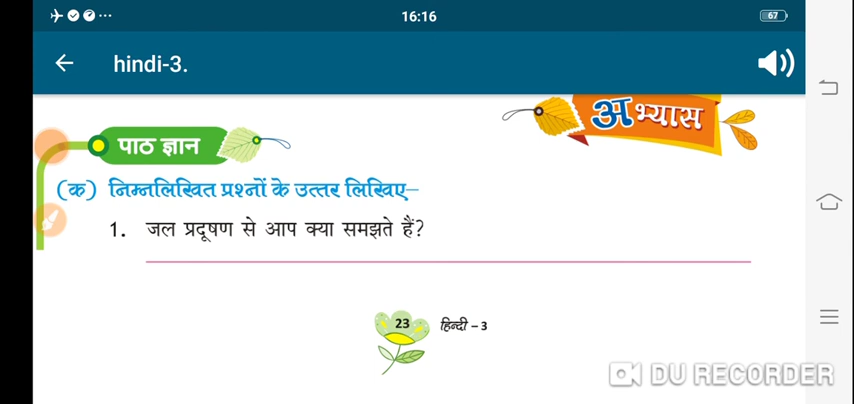 16:16
67
hindi-3.
अभ्यास
पाठ ज्ञान
(क) निम्नलिखित प्रश्नों के उत्तर लिखिए–
1. जल प्रदूषण से आप क्या समझते हैं?
23 हिन्दी – 3
DU RECORDER